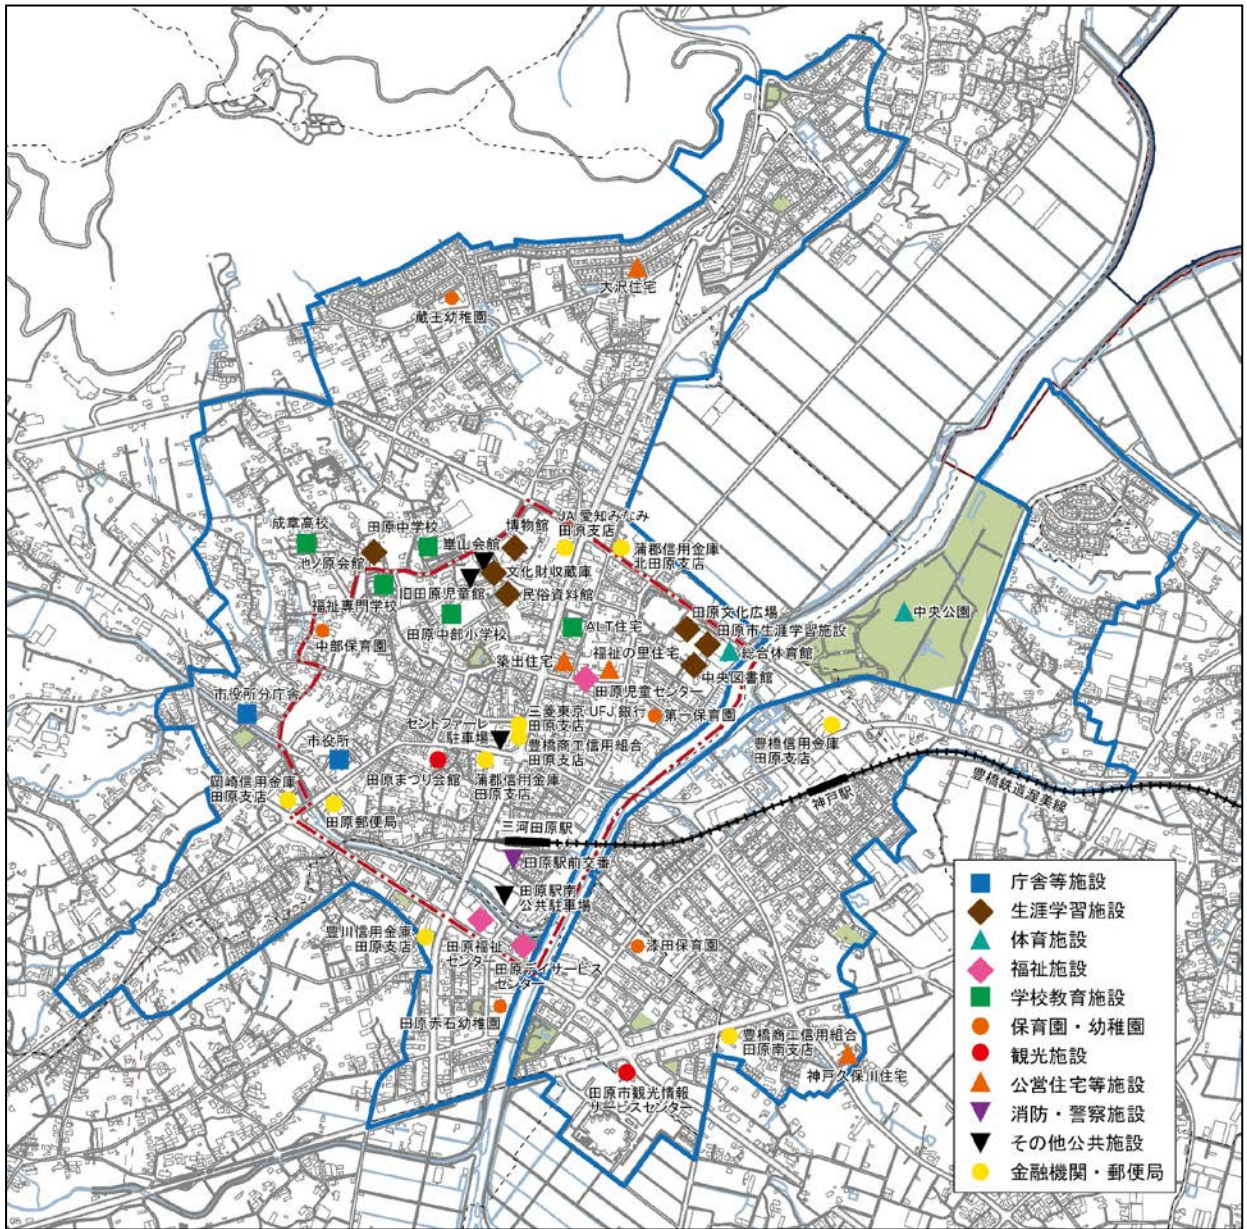 大沢住宅
蔵王幼稚園
成章高校
池ノ原会館
田原中学校
崋山会館
博物館
JA愛知みなみ
田原支店
蒲郡信用金庫
北田原支店
文化財収蔵庫
旧田原児童館
民俗資料館
福祉専門学校
田原中部小学校
中部保育園
ALT住宅
田原文化広場
田原市生涯学習施設
総合体育館
中央図書館
中央公園
福祉の里住宅
築出住宅
田原児童センター
市役所分庁舎
市役所
セントファーレ
駐車場
三菱東京UFJ銀行
田原支店
第一保育園
豊橋商工信用組合
田原支店
豊橋信用金庫
田原支店
田原まつり会館
蒲郡信用金庫
田原支店
岡崎信用金庫
田原支店
田原郵便局
神戸駅
豊橋鉄道渥美線
三河田原駅
田原駅前交番
田原駅南
公共駐車場
豊川信用金庫
田原支店
田原福祉
センター
田原デイサービス
センター
漆田保育園
田原赤石幼稚園
豊橋商工信用組合
田原南支店
神戸久保川住宅
田原市観光情報
サービスセンター
庁舎等施設
生涯学習施設
体育施設
福祉施設
学校教育施設
保育園・幼稚園
観光施設
公営住宅等施設
消防・警察施設
その他公共施設
金融機関・郵便局